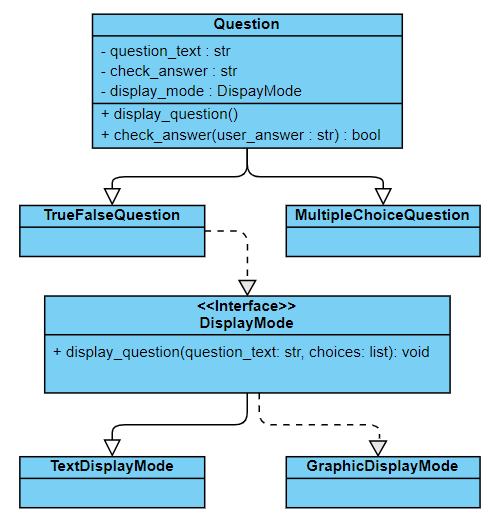 Question
- question_text : str
- check_answer : str
- display_mode : DispayMode
+ display_question()
+ check_answer(user_answer : str) : bool
TrueFalseQuestion
MultipleChoiceQuestion
<<Interface>>
DisplayMode
+ display_question(question_text: str, choices: list): void
TextDisplayMode
GraphicDisplayMode